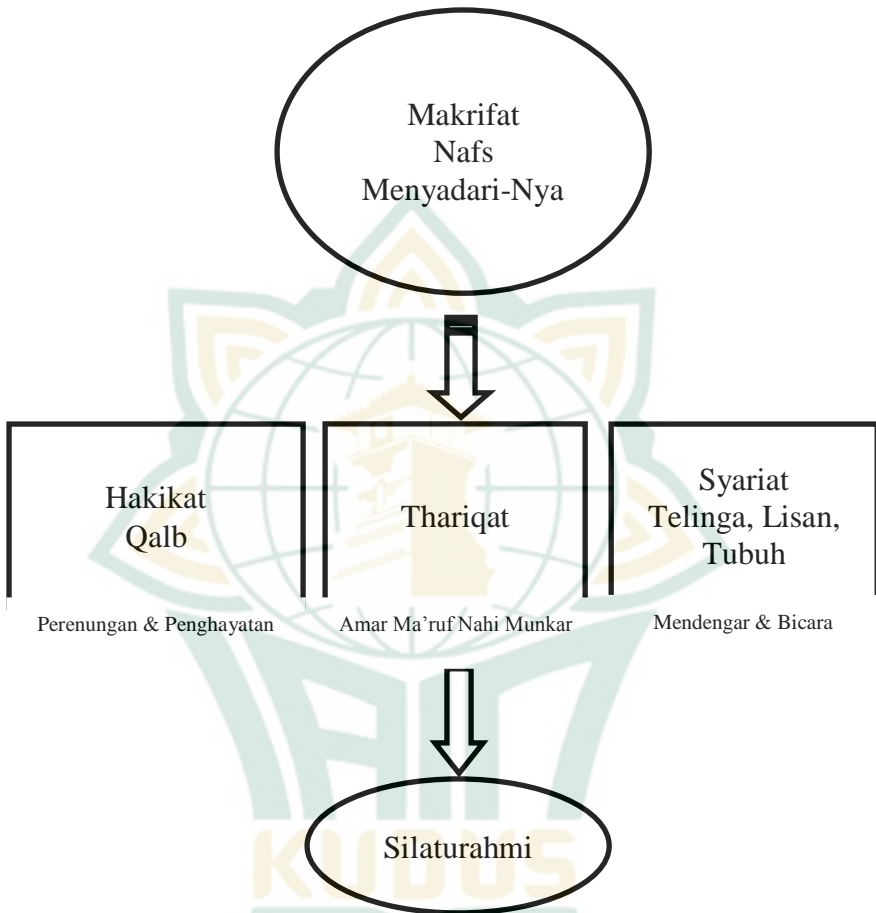 Makrifat
Nafs
Menyadari-Nya
Hakikat
Qalb
Thariqat
Syariat
Telinga, Lisan,
Tubuh
Perenungan & Penghayatan
Amar Ma’ruf Nahi Munkar
Mendengar & Bicara
Silaturahmi
IAIN
KUDUS